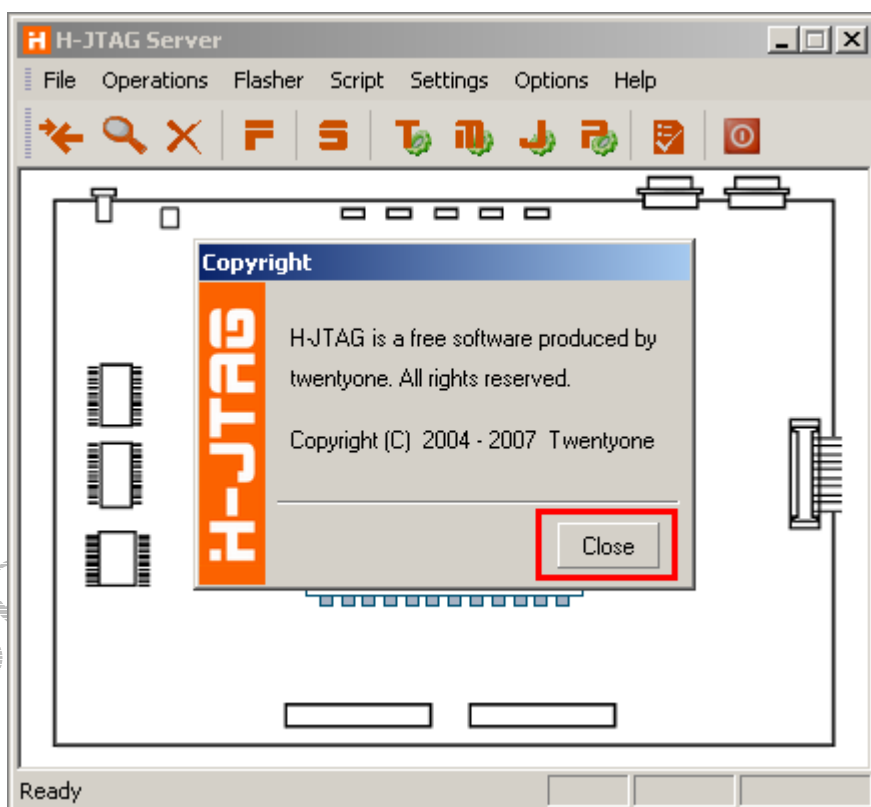 H-JTAG Server
File Operations Flasher Script Settings Options Help
Copyright
H-JTAG
H-JTAG is a free software produced by
twentyone. All rights reserved.
Copyright (C) 2004 - 2007 Twentyone
Close
Ready